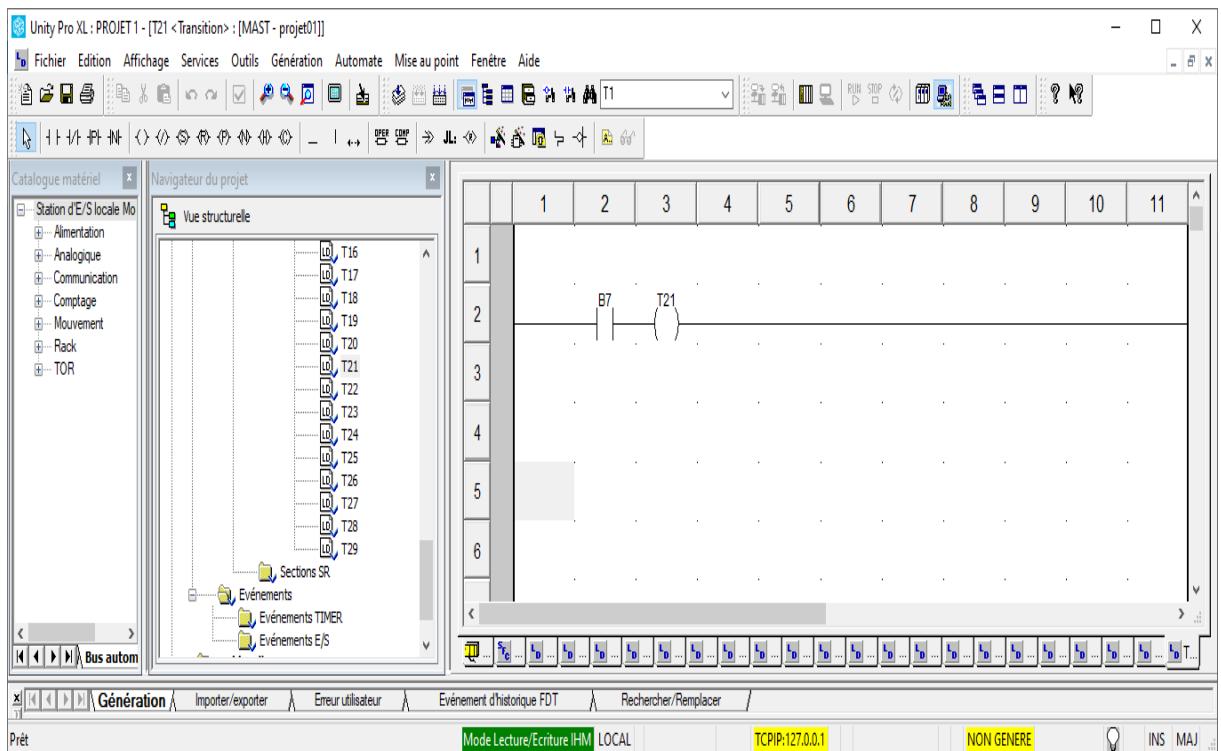 Unity Pro XL : PROJET 1 - [T21 <Transition> : [MAST - projet01]]
Fichier Edition Affichage Services Outils Génération Automate Mise au point Fenêtre Aide
T1
RUN STOP
OPER COMP
JL:
Catalogue matériel
Station d'E/S locale Mo
Alimentation
Analogique
Communication
Comptage
Mouvement
Rack
TOR
Bus autom
Navigateur du projet
Vue structurelle
T16
T17
T18
T19
T20
T21
T22
T23
T24
T25
T26
T27
T28
T29
Sections SR
Evénements
Evénements TIMER
Evénements E/S
1 2 3 4 5 6 7 8 9 10 11
1
2
B7 T21
3
4
5
6
T...
Génération Importer/exporter Erreur utilisateur Evénement d'historique FDT Rechercher/Remplacer
Prêt Mode Lecture/Ecriture IHM LOCAL TCPIP:127.0.0.1 NON GENERE INS MAJ